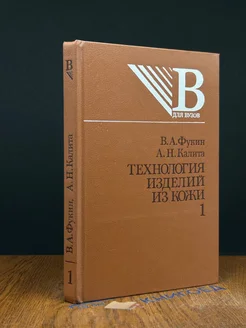 В
ДЛЯ ВУЗОВ
В.А.Фукин
А.Н.Калита
ТЕХНОЛОГИЯ
ИЗДЕЛИЙ
ИЗ КОЖИ
1
В.А.Фукин, А.Н.Калита
1